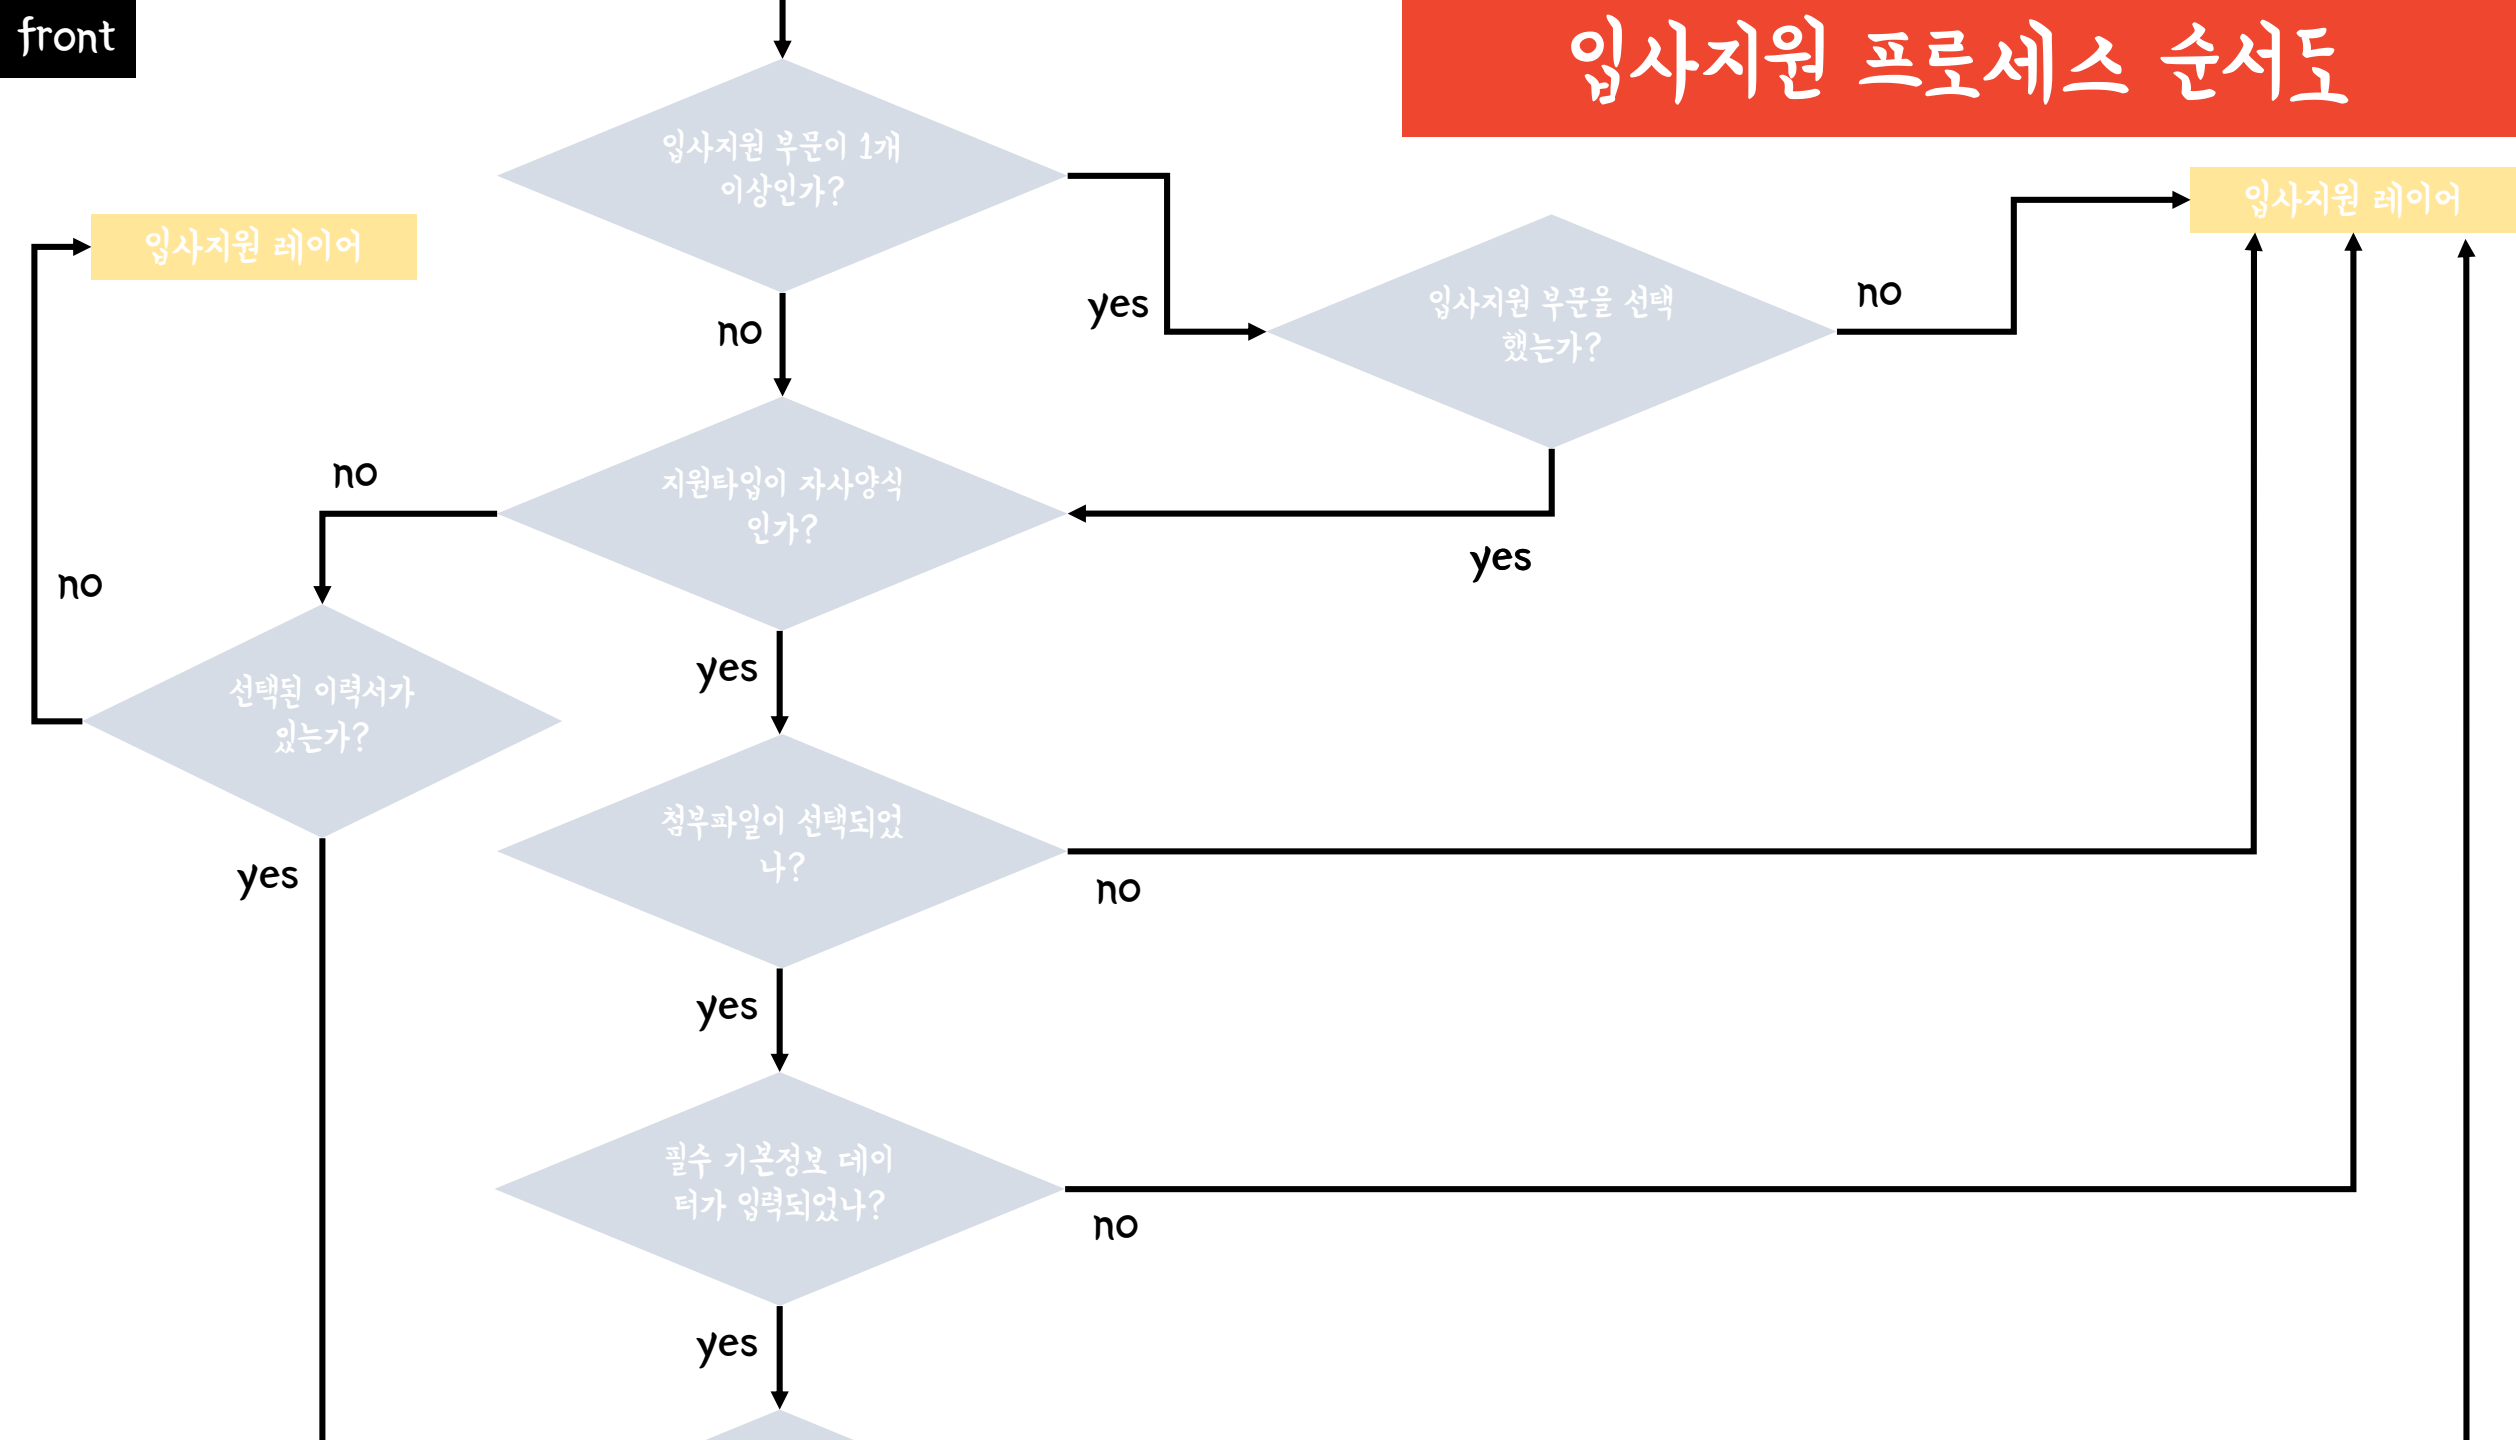 front
입사지원 프로세스 순서도
입사지원 부문이 1개
이상인가?
입사지원 레이어
입사지원 레이어
yes
no
입사지원 부문을 선택
했는가?
no
no
지원타입이 자사양식
인가?
yes
no
yes
선택된 이력서가
있는가?
첨부파일이 선택되었
나?
yes
no
yes
필수 기본정보 데이
터가 입력되었나?
no
yes